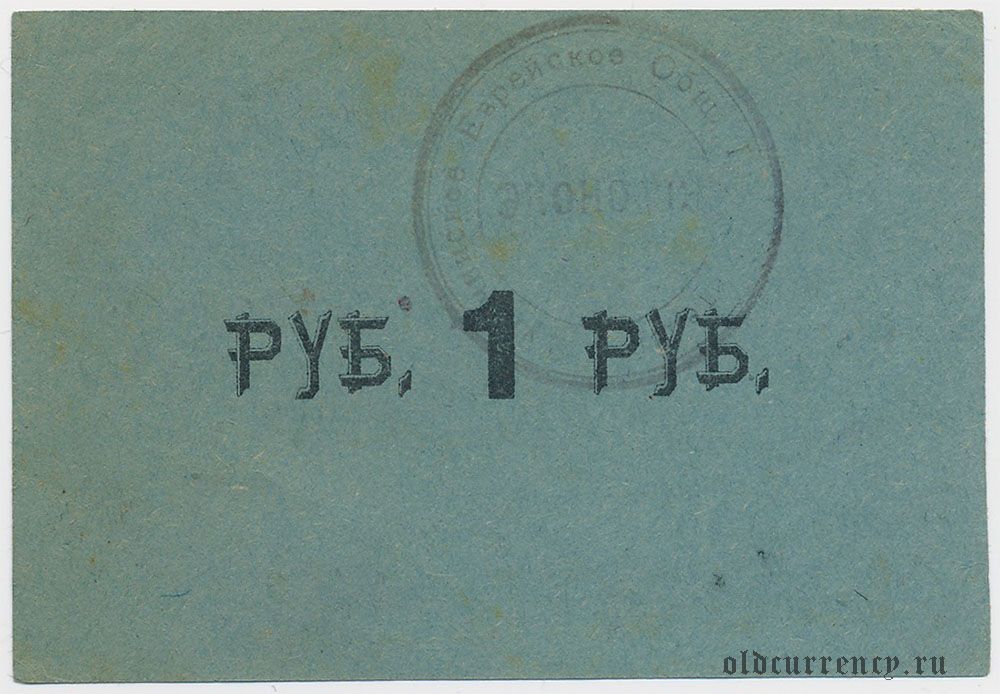 Еврейское Общ.
РУБ. 1 РУБ.
oldcurrency.ru